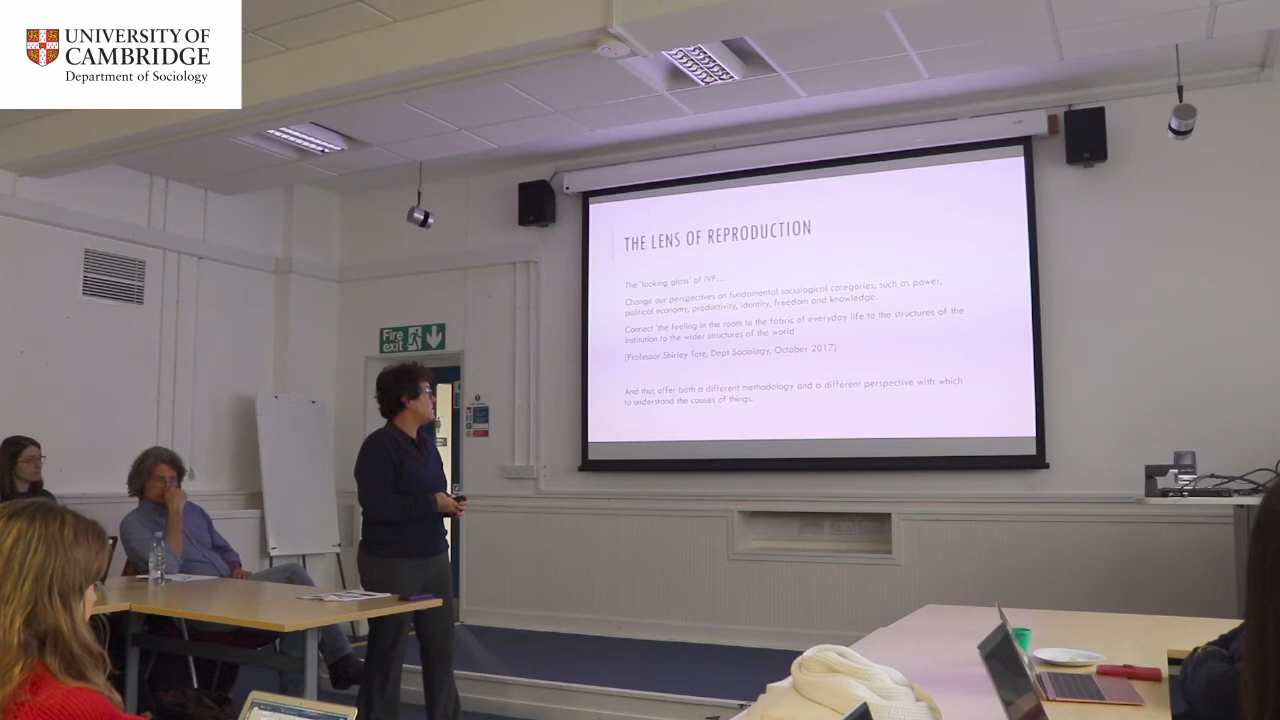 UNIVERSITY OF
CAMBRIDGE
Department of Sociology
THE LENS OF REPRODUCTION
The 'looking glass' of IVF...
Change our perspectives on fundamental sociological categories, such as power,
political economy, productivity, identity, freedom and knowledge.
Connect 'the feeling in the room to the fabric of everyday life to the structures of the
institution to the wider structures of the world
(Professor Shirley Tate, Dept Sociology, October 2017)
And thus offer both a different methodology and a different perspective with which
to understand the causes of things.
Fire
exit